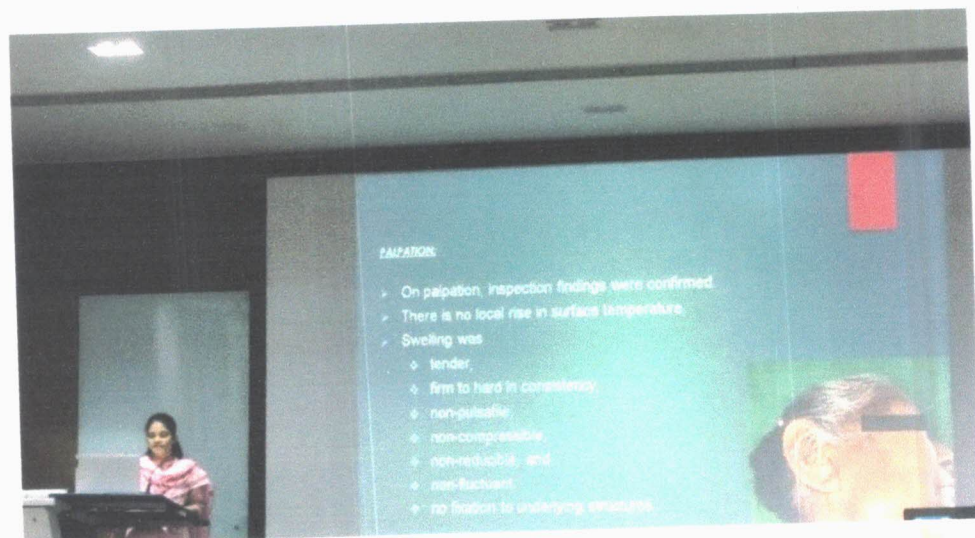 PALPATION:
➢ On palpation, inspection findings were confirmed.
➢ There is no local rise in surface temperature.
➢ Swelling was
❖ tender,
❖ firm to hard in consistency,
❖ non-pulsatile,
❖ non-compressible,
❖ non-reducible, and
❖ non-fluctuant.
❖ no fixation to underlying structures.